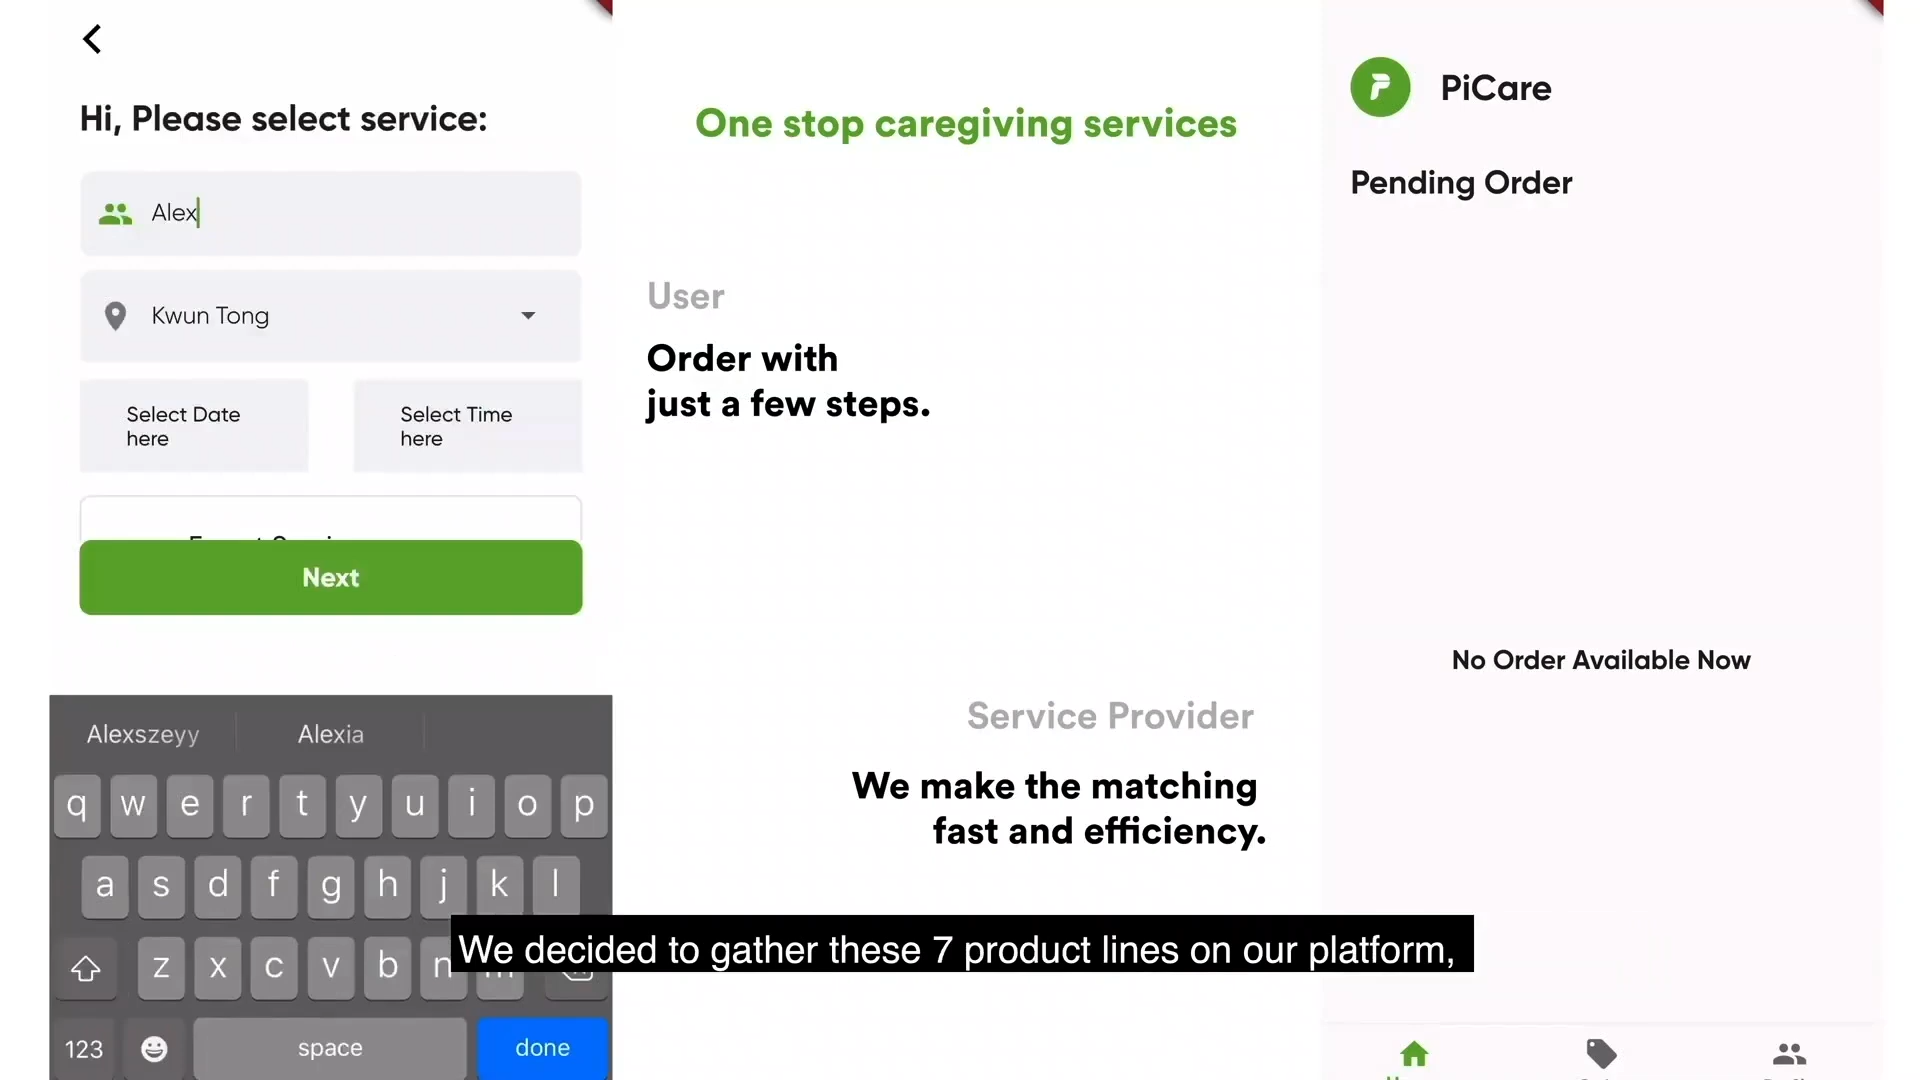 Hi, Please select service:
Alex
Kwun Tong
Select Date
here
Select Time
here
Next
Alexszeyy
Alexia
q w e r t y u i o p
a s d f g h j k l
z x c v b n
123
space
done
One stop caregiving services
User
Order with
just a few steps.
Service Provider
We make the matching
fast and efficiency.
We decided to gather these 7 product lines on our platform,
PiCare
Pending Order
No Order Available Now